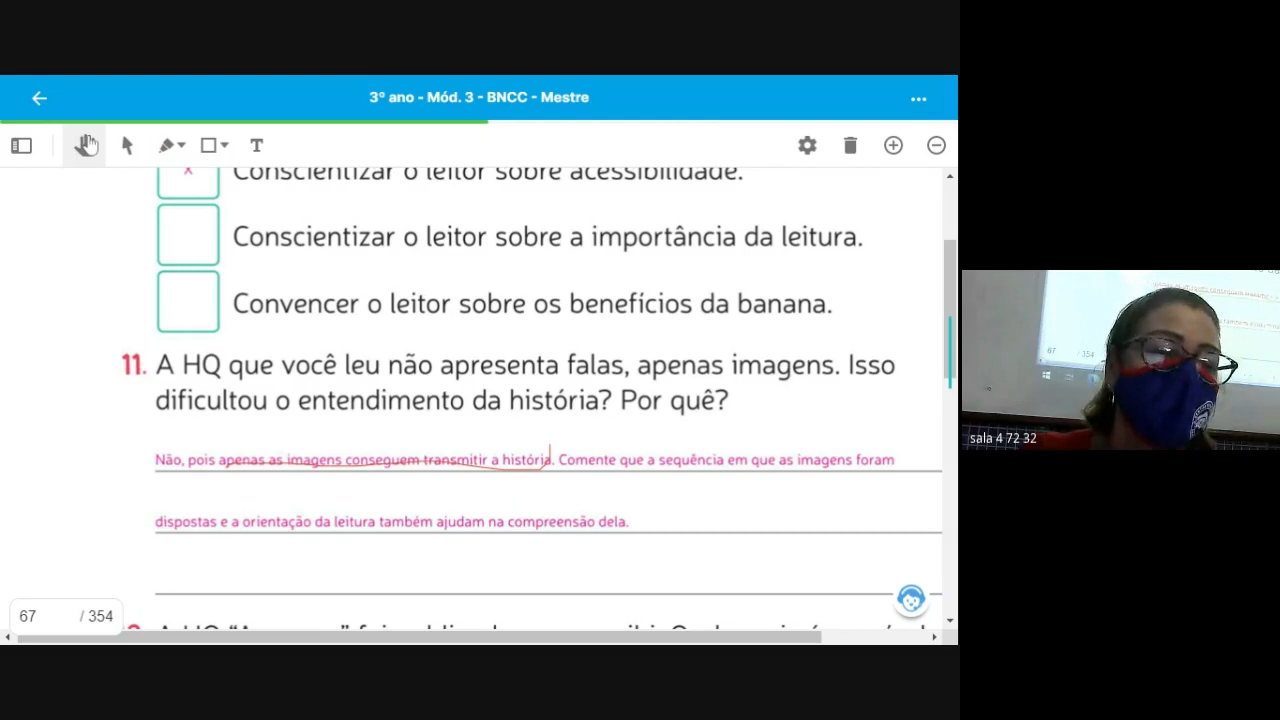 3º ano - Mód. 3 - BNCC - Mestre
T
x Conscientizar o leitor sobre acessibilidade.
Conscientizar o leitor sobre a importância da leitura.
Convencer o leitor sobre os benefícios da banana.
11. A HQ que você leu não apresenta falas, apenas imagens. Isso
dificultou o entendimento da história? Por quê?
Não, pois apenas as imagens conseguem transmitir a história. Comente que a sequência em que as imagens foram
dispostas e a orientação da leitura também ajudam na compreensão dela.
67 / 354
sala 4 72 32
67 / 354